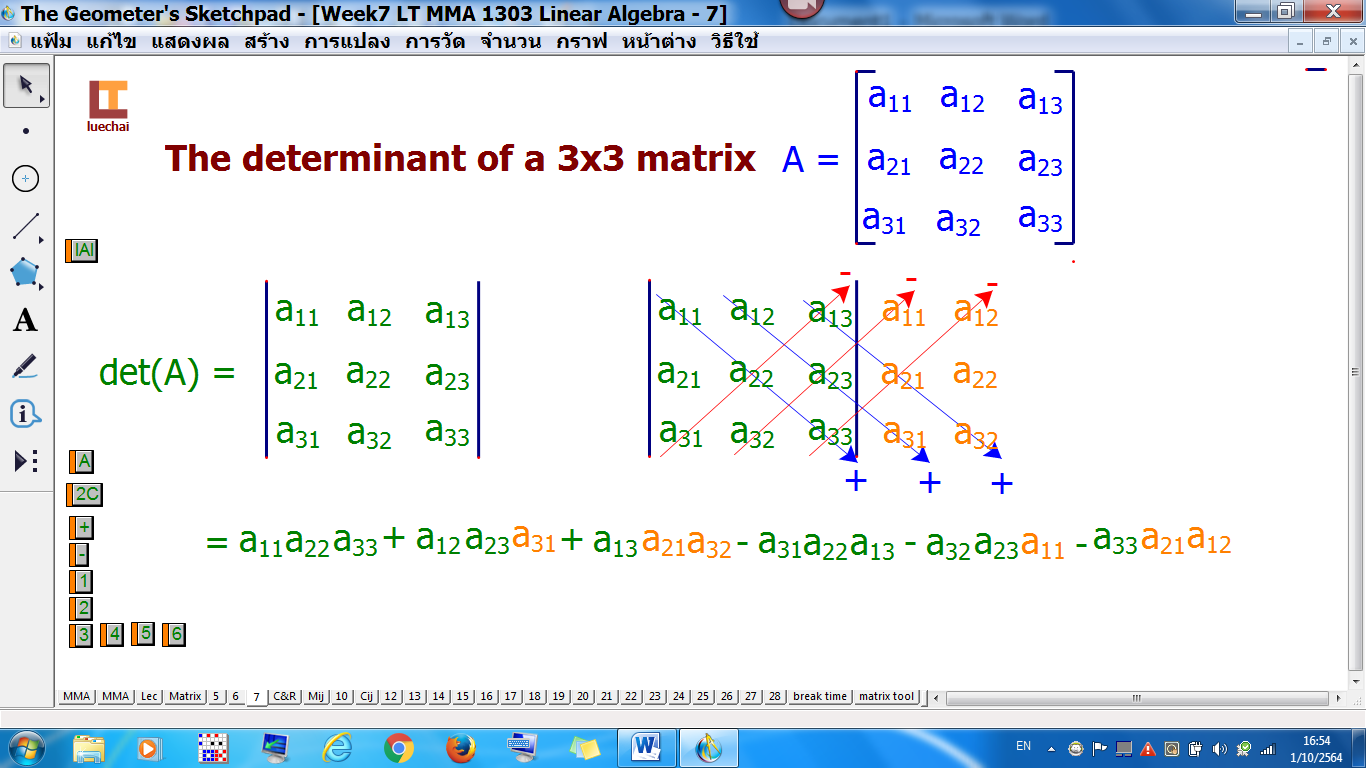 The Geometer's Sketchpad - [Week7 LT MMA 1303 Linear Algebra - 7]
แฟ้ม แก้ไข แสดงผล สร้าง การแปลง การวัด จำนวน กราฟ หน้าต่าง วิธีใช้
LT
luechai
The determinant of a 3x3 matrix A =
a11 a12 a13
a21 a22 a23
a31 a32 a33
|A|
- - -
a11 a12 a13 a11 a12 a13 a11 a12
det(A) = a21 a22 a23 a21 a22 a23 a21 a22
a31 a32 a33 a31 a32 a33 a31 a32
A
+ + +
2C
= a11a22a33 + a12a23a31 + a13a21a32 - a31a22a13 - a32a23a11 - a33a21a12
+
-
1
2
3 4 5 6
MMA MMA Lec Matrix 5 6 7 C&R Mij 10 Cij 12 13 14 15 16 17 18 19 20 21 22 23 24 25 26 27 28 break time matrix tool
EN 16:54
1/10/2564